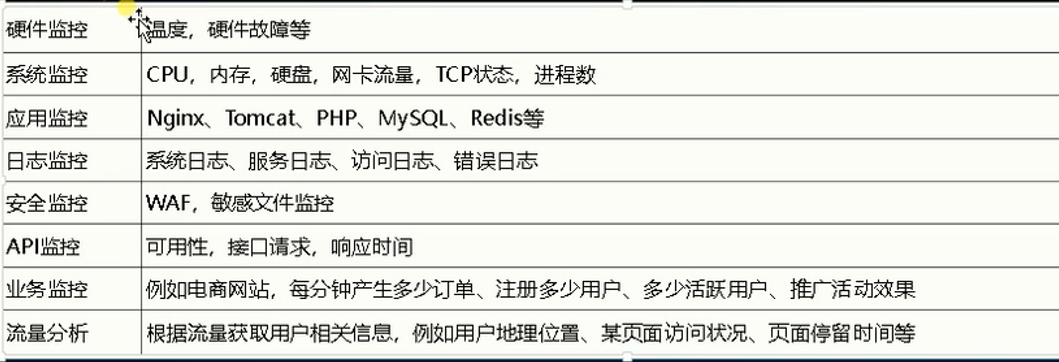 硬件监控 温度，硬件故障等
系统监控 CPU，内存，硬盘，网卡流量，TCP状态，进程数
应用监控 Nginx、Tomcat、PHP、MySQL、Redis等
日志监控 系统日志、服务日志、访问日志、错误日志
安全监控 WAF，敏感文件监控
API监控 可用性，接口请求，响应时间
业务监控 例如电商网站，每分钟产生多少订单、注册多少用户、多少活跃用户、推广活动效果
流量分析 根据流量获取用户相关信息，例如用户地理位置、某页面访问状况、页面停留时间等